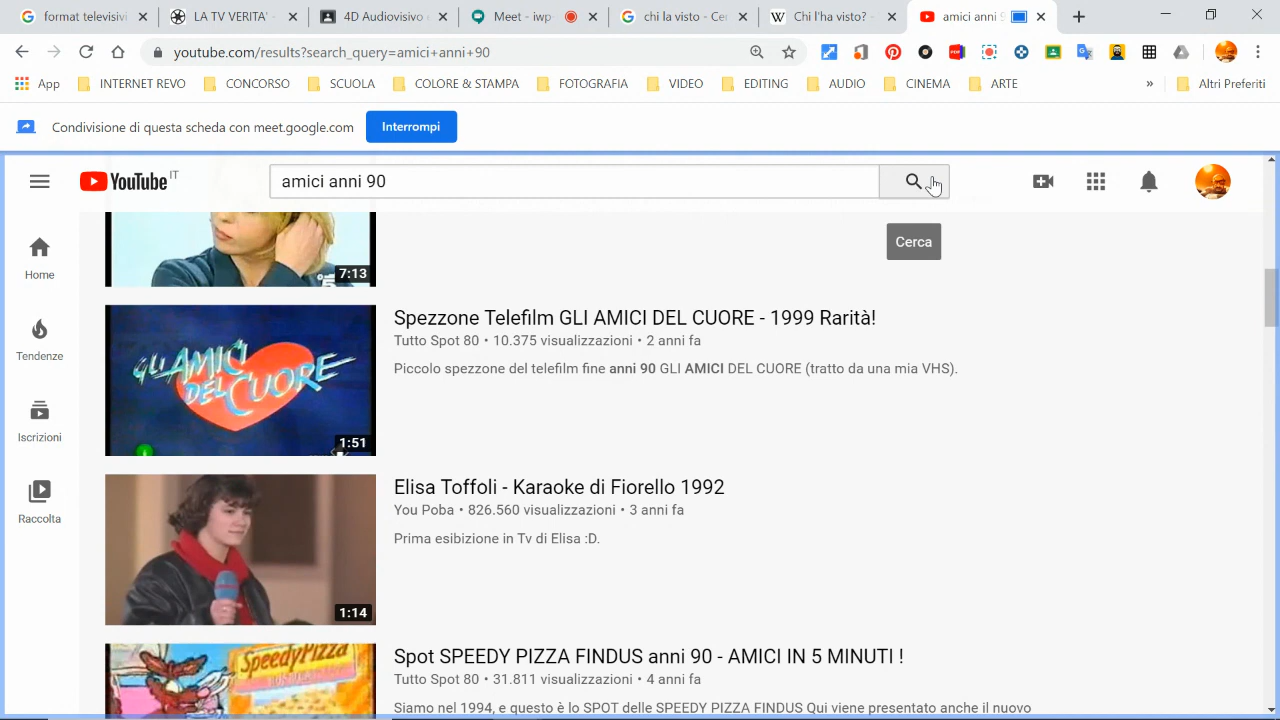 format televisivi
LA TV VERITA' -
4D Audiovisivo e
Meet - iwp-
chi la visto - Cer
Chi l'ha visto? -
amici anni 9
youtube.com/results?search_query=amici+anni+90
App
INTERNET REVO
CONCORSO
SCUOLA
COLORE & STAMPA
FOTOGRAFIA
VIDEO
EDITING
AUDIO
CINEMA
ARTE
»
Altri Preferiti
Condivisione di questa scheda con meet.google.com
Interrompi
YouTube IT
amici anni 90
Cerca
Home
Tendenze
Iscrizioni
Raccolta
7:13
GLI AMICI
DEL CUORE
1:51
Spezzone Telefilm GLI AMICI DEL CUORE - 1999 Rarità!
Tutto Spot 80 • 10.375 visualizzazioni • 2 anni fa
Piccolo spezzone del telefilm fine anni 90 GLI AMICI DEL CUORE (tratto da una mia VHS).
1:14
Elisa Toffoli - Karaoke di Fiorello 1992
You Poba • 826.560 visualizzazioni • 3 anni fa
Prima esibizione in Tv di Elisa :D.
SpeedyPizza
Spot SPEEDY PIZZA FINDUS anni 90 - AMICI IN 5 MINUTI !
Tutto Spot 80 • 31.811 visualizzazioni • 4 anni fa
Siamo nel 1994, e questo è lo SPOT delle SPEEDY PIZZA FINDUS Qui viene presentato anche il nuovo